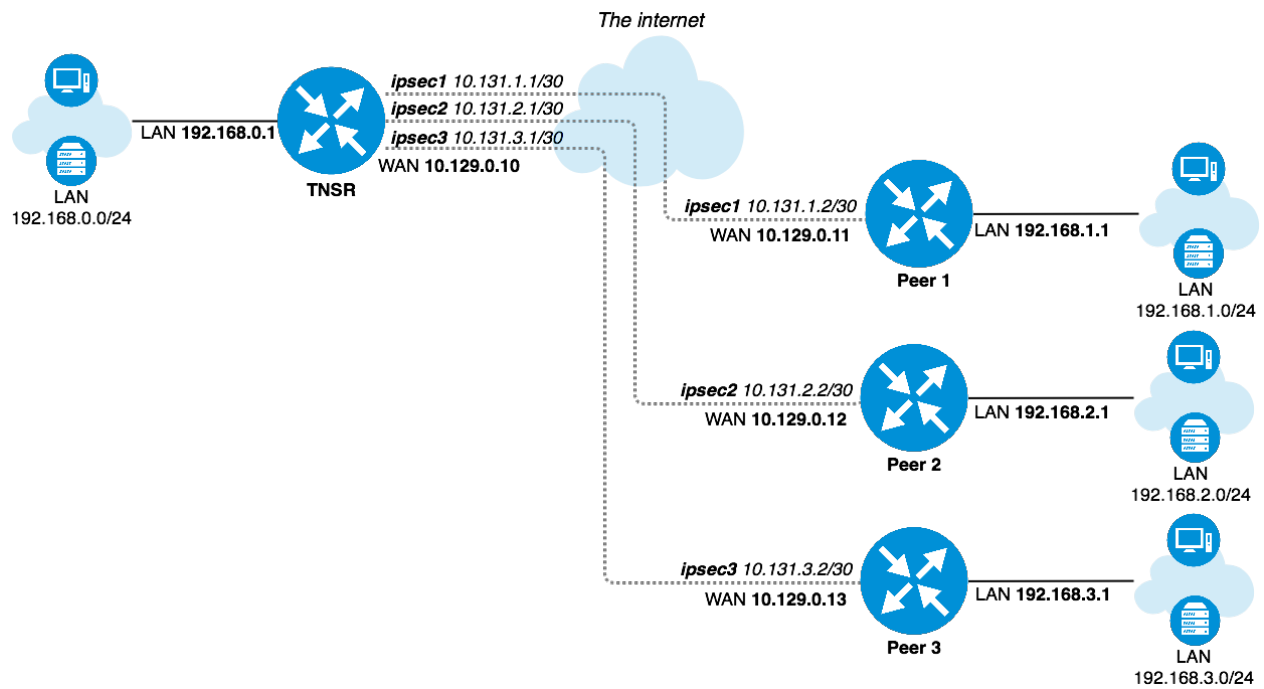 The internet
ipsec1 10.131.1.1/30
ipsec2 10.131.2.1/30
ipsec3 10.131.3.1/30
LAN 192.168.0.1
WAN 10.129.0.10
TNSR
LAN
192.168.0.0/24
ipsec1 10.131.1.2/30
WAN 10.129.0.11
LAN 192.168.1.1
Peer 1
LAN
192.168.1.0/24
ipsec2 10.131.2.2/30
WAN 10.129.0.12
LAN 192.168.2.1
Peer 2
LAN
192.168.2.0/24
ipsec3 10.131.3.2/30
WAN 10.129.0.13
LAN 192.168.3.1
Peer 3
LAN
192.168.3.0/24